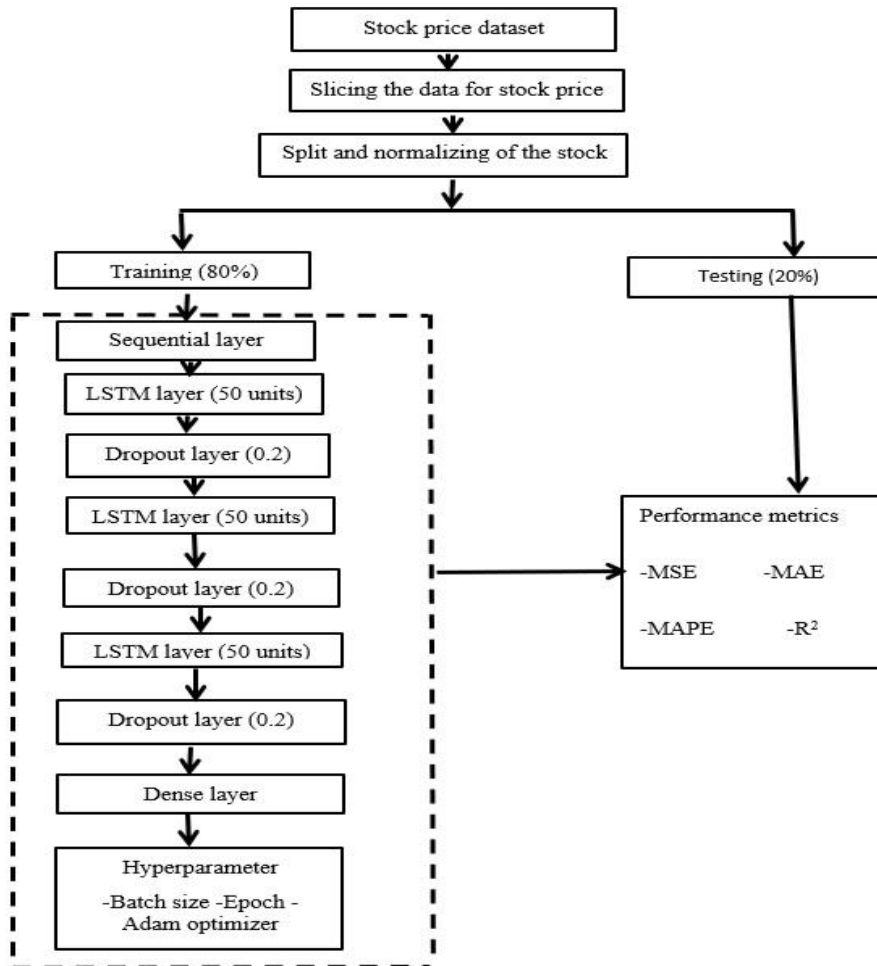 Stock price dataset
Slicing the data for stock price
Split and normalizing of the stock
Training (80%)
Testing (20%)
Sequential layer
LSTM layer (50 units)
Dropout layer (0.2)
LSTM layer (50 units)
Dropout layer (0.2)
LSTM layer (50 units)
Dropout layer (0.2)
Dense layer
Hyperparameter
-Batch size -Epoch -
Adam optimizer
Performance metrics
-MSE -MAE
-MAPE -R²